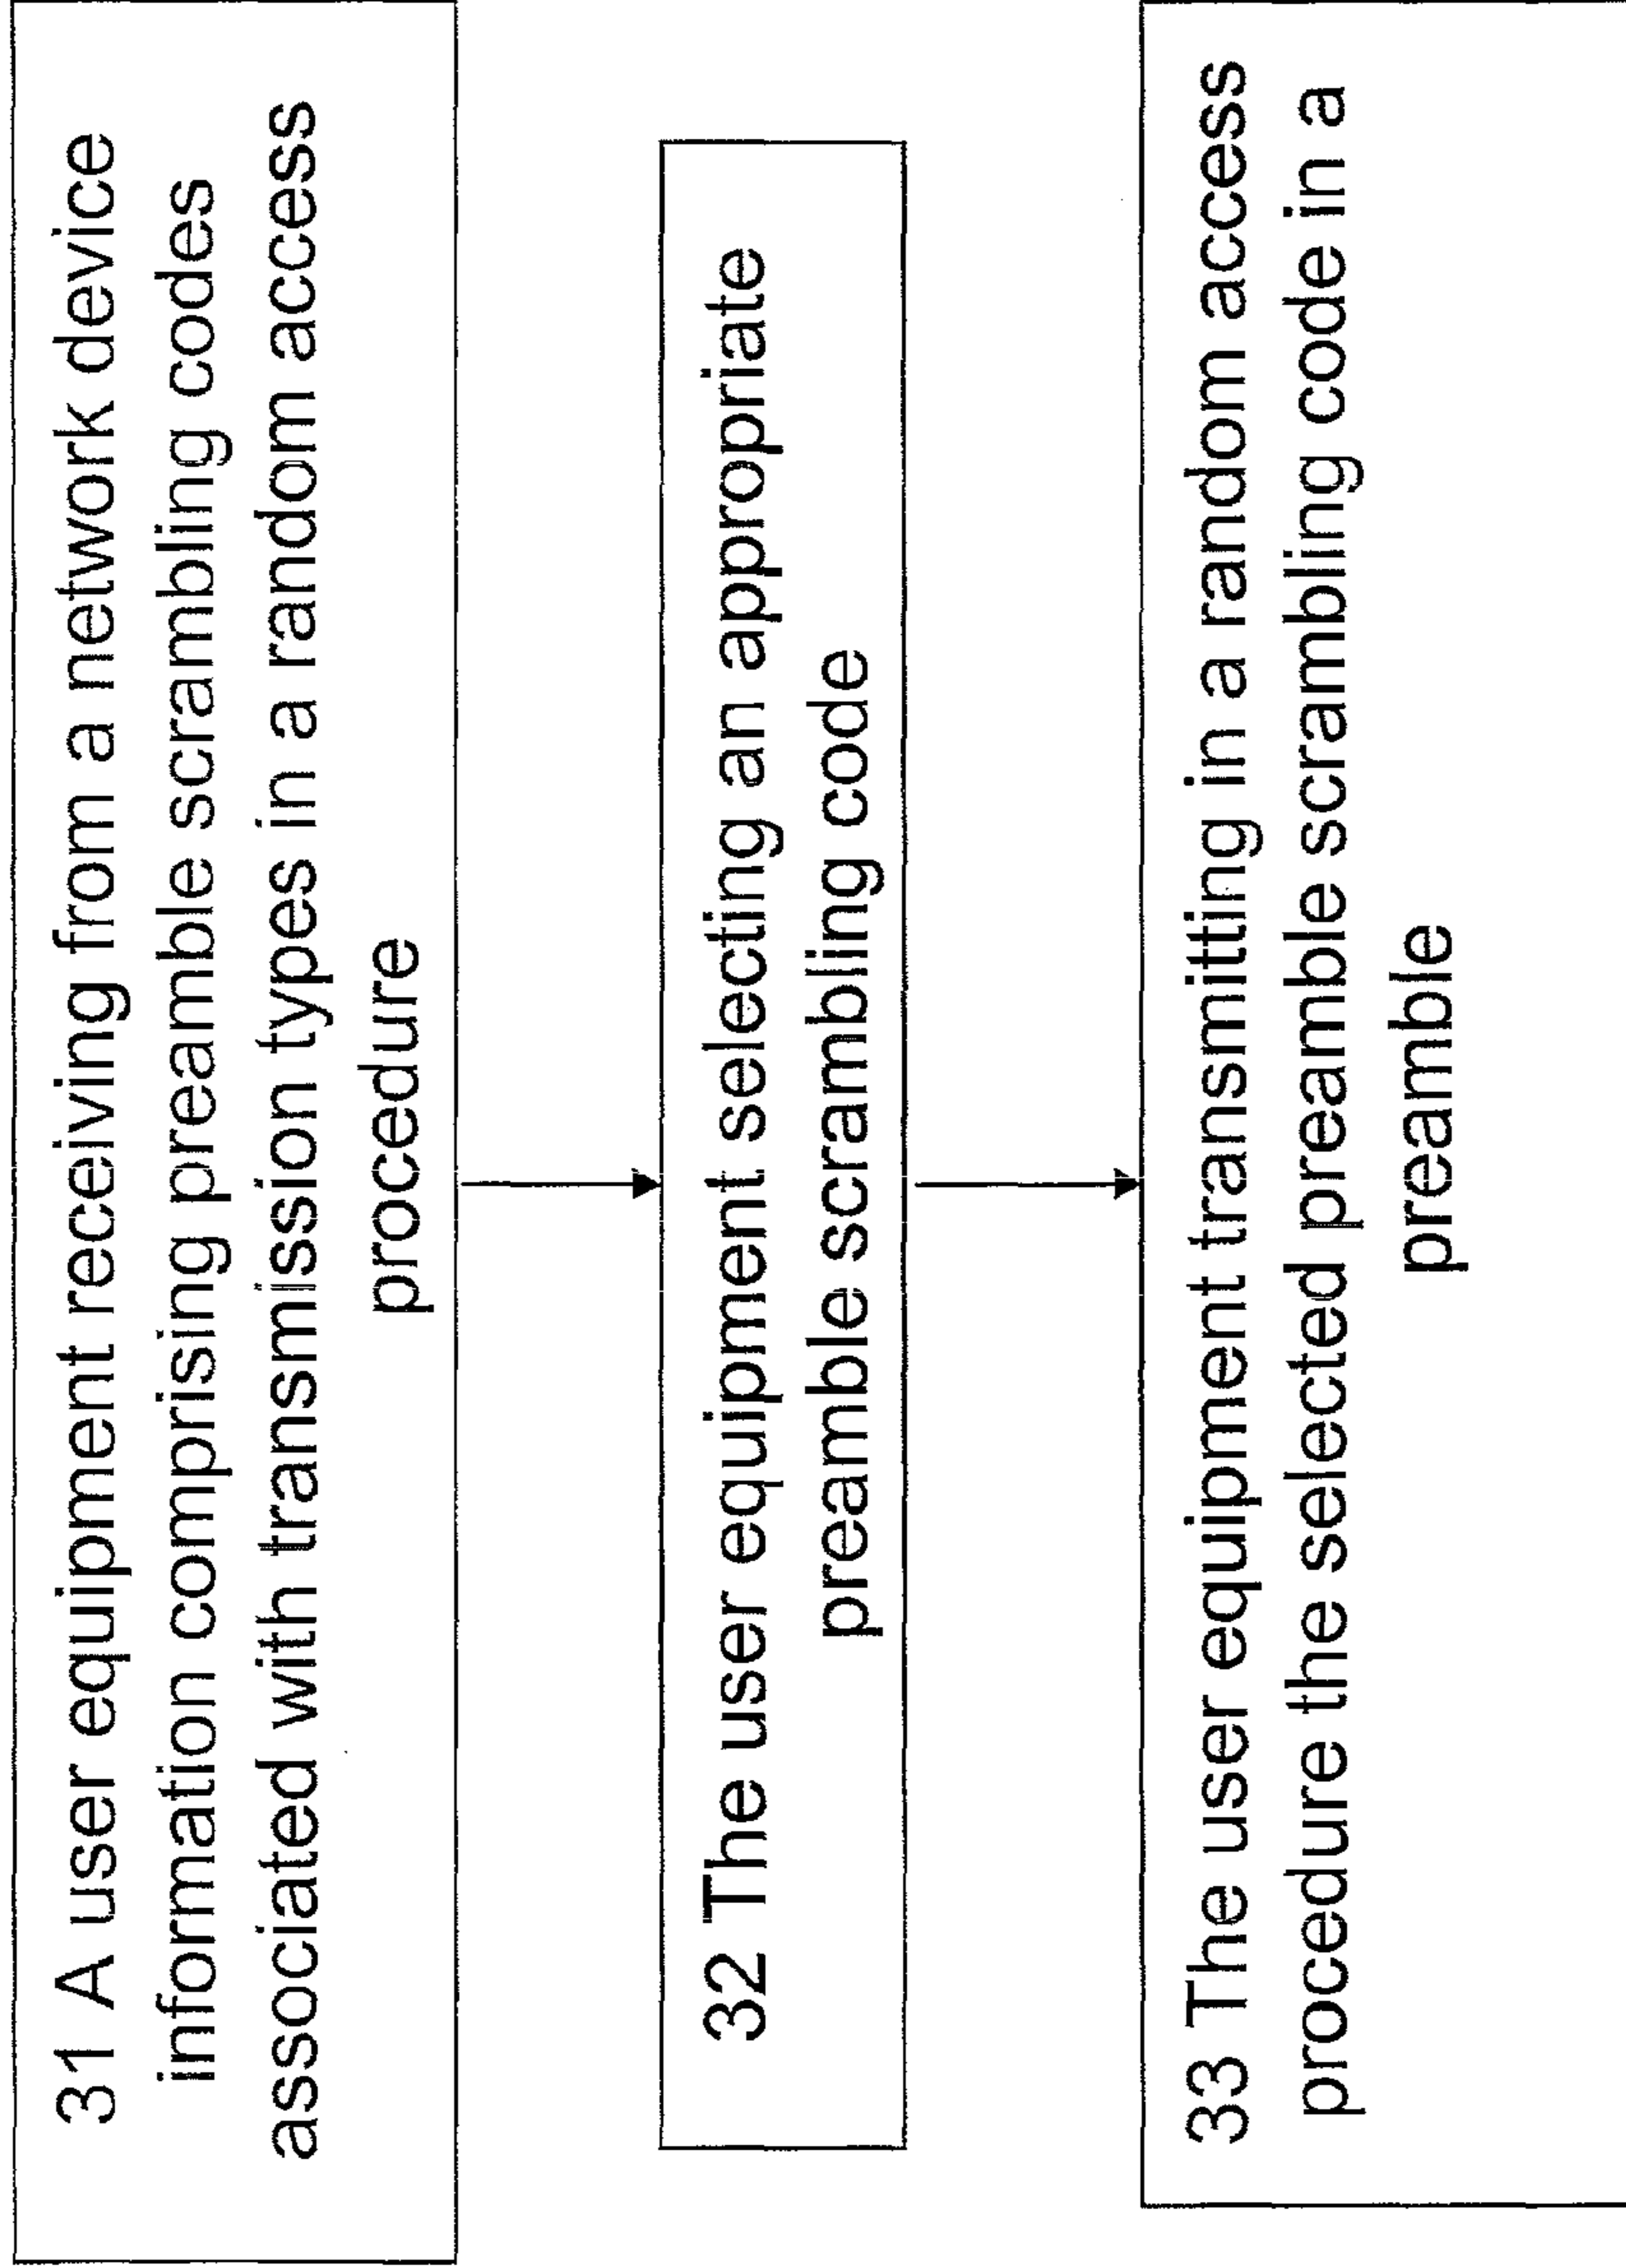 31 A user equipment receiving from a network device
information comprising preamble scrambling codes
associated with transmission types in a random access
procedure
32 The user equipment selecting an appropriate
preamble scrambling code
33 The user equipment transmitting in a random access
procedure the selected preamble scrambling code in a
preamble